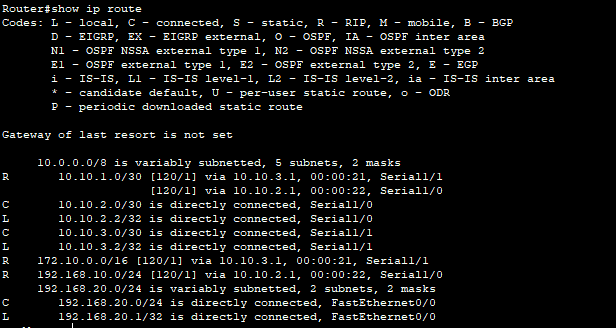 Router#show ip route
Codes: L - local, C - connected, S - static, R - RIP, M - mobile, B - BGP
       D - EIGRP, EX - EIGRP external, O - OSPF, IA - OSPF inter area
       N1 - OSPF NSSA external type 1, N2 - OSPF NSSA external type 2
       E1 - OSPF external type 1, E2 - OSPF external type 2, E - EGP
       i - IS-IS, L1 - IS-IS level-1, L2 - IS-IS level-2, ia - IS-IS inter area
       * - candidate default, U - per-user static route, o - ODR
       P - periodic downloaded static route
Gateway of last resort is not set
     10.0.0.0/8 is variably subnetted, 5 subnets, 2 masks
R       10.10.1.0/30 [120/1] via 10.10.3.1, 00:00:21, Serial1/1
                     [120/1] via 10.10.2.1, 00:00:22, Serial1/0
C       10.10.2.0/30 is directly connected, Serial1/0
L       10.10.2.2/32 is directly connected, Serial1/0
C       10.10.3.0/30 is directly connected, Serial1/1
L       10.10.3.2/32 is directly connected, Serial1/1
R    172.10.0.0/16 [120/1] via 10.10.3.1, 00:00:21, Serial1/1
R    192.168.10.0/24 [120/1] via 10.10.2.1, 00:00:22, Serial1/0
     192.168.20.0/24 is variably subnetted, 2 subnets, 2 masks
C       192.168.20.0/24 is directly connected, FastEthernet0/0
L       192.168.20.1/32 is directly connected, FastEthernet0/0